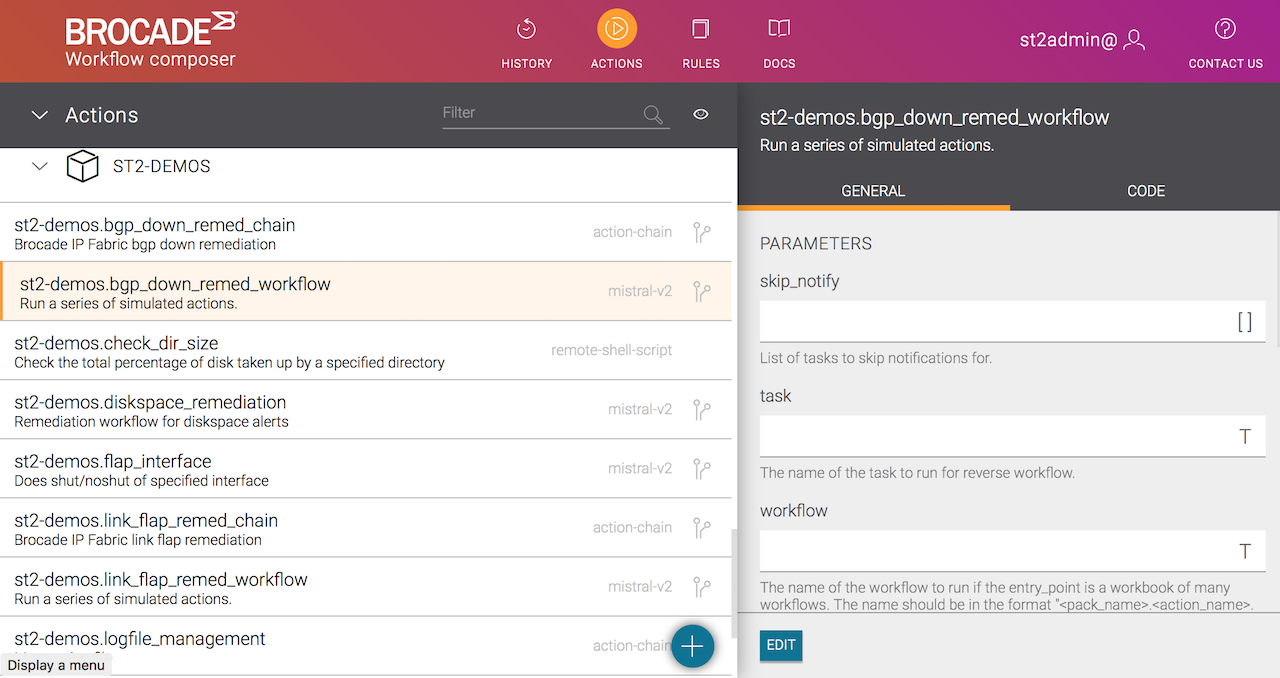 BROCADE
Workflow composer
HISTORY
ACTIONS
RULES
DOCS
st2admin@
CONTACT US
Actions
Filter
ST2-DEMOS
st2-demos.bgp_down_remed_chain
Brocade IP Fabric bgp down remediation
action-chain
st2-demos.bgp_down_remed_workflow
Run a series of simulated actions.
mistral-v2
st2-demos.check_dir_size
Check the total percentage of disk taken up by a specified directory
remote-shell-script
st2-demos.diskspace_remediation
Remediation workflow for diskspace alerts
mistral-v2
st2-demos.flap_interface
Does shut/noshut of specified interface
mistral-v2
st2-demos.link_flap_remed_chain
Brocade IP Fabric link flap remediation
action-chain
st2-demos.link_flap_remed_workflow
Run a series of simulated actions.
mistral-v2
st2-demos.logfile_management
action-chain
Display a menu
st2-demos.bgp_down_remed_workflow
Run a series of simulated actions.
GENERAL
CODE
PARAMETERS
skip_notify
[ ]
List of tasks to skip notifications for.
task
T
The name of the task to run for reverse workflow.
workflow
T
The name of the workflow to run if the entry_point is a workbook of many
workflows. The name should be in the format "<pack_name>.<action_name>.
EDIT